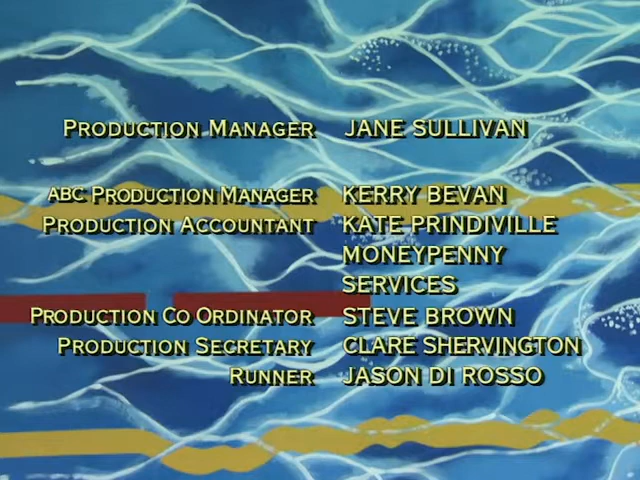 Production Manager JANE SULLIVAN
ABC Production Manager KERRY BEVAN
Production Accountant KATE PRINDIVILLE
MONEYPENNY
SERVICES
Production Co Ordinator STEVE BROWN
Production Secretary CLARE SHERVINGTON
Runner JASON DI ROSSO